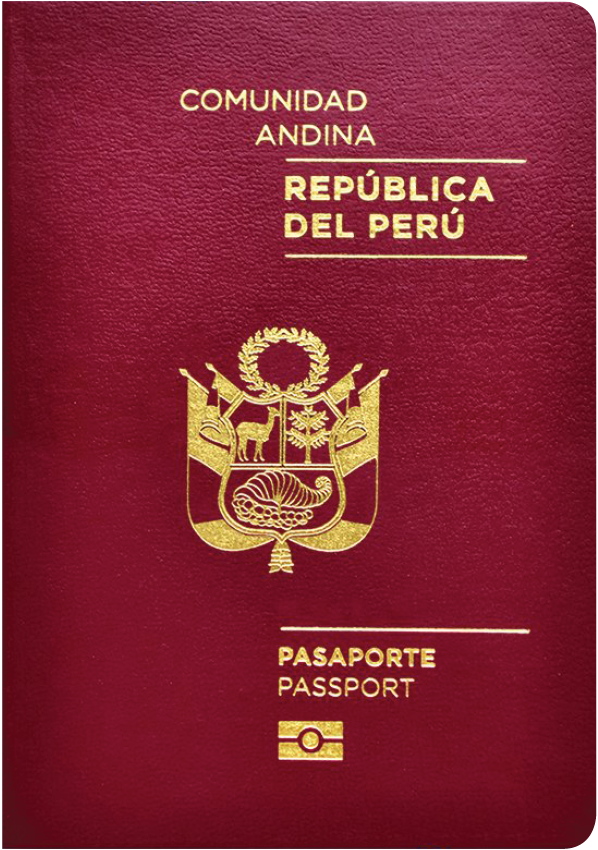 COMUNIDAD
ANDINA
REPÚBLICA
DEL PERÚ
PASAPORTE
PASSPORT